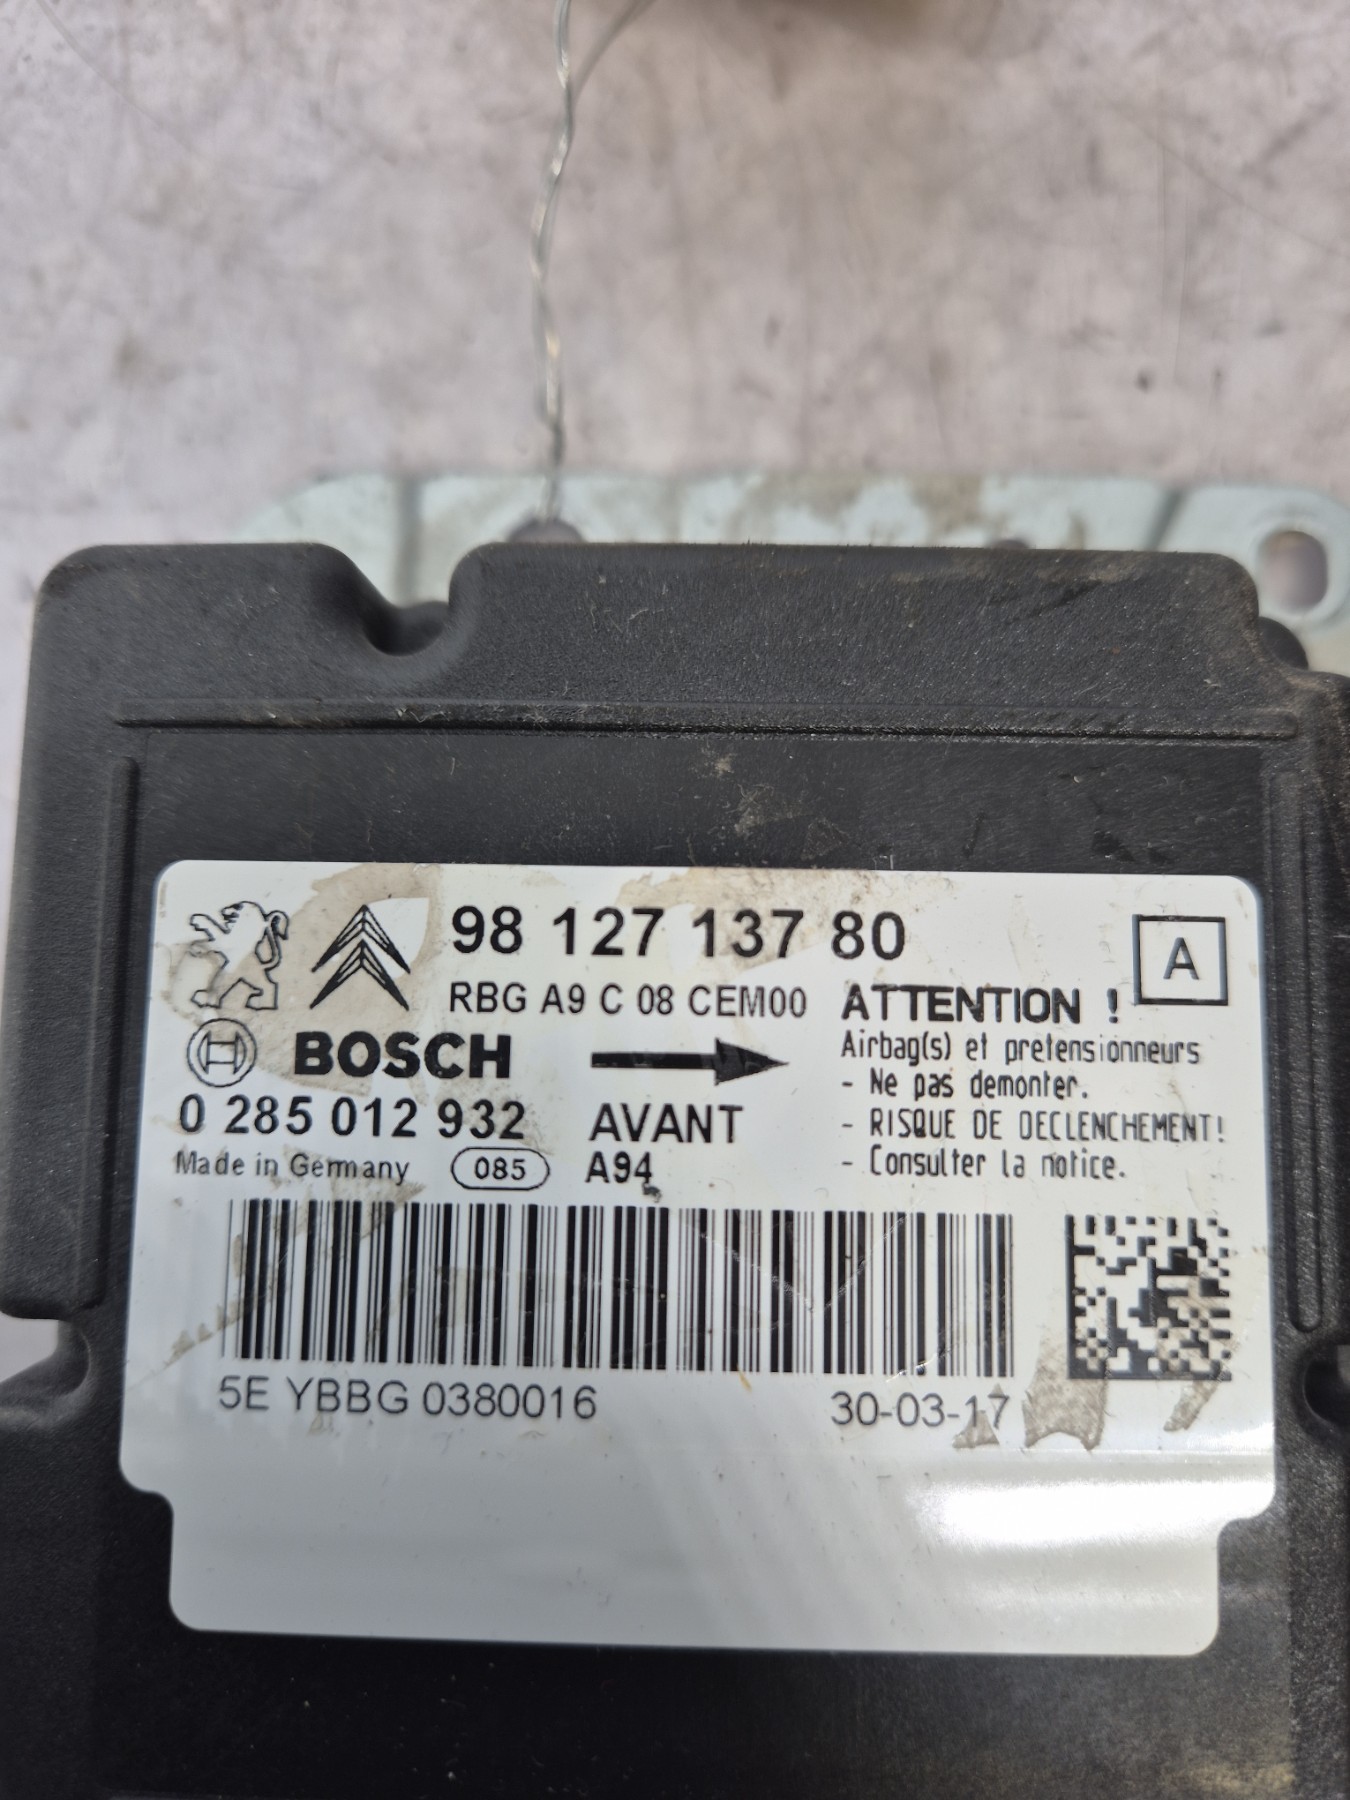 98 127 137 80
A
RBG A9 C 08 CEM00
ATTENTION !
BOSCH
Airbag(s) et pretensionneurs
- Ne pas demonter.
0 285 012 932
AVANT
- RISQUE DE DECLENCHEMENT!
Made in Germany
085
A94
- Consulter la notice.
5E YBBG 0380016
30-03-17